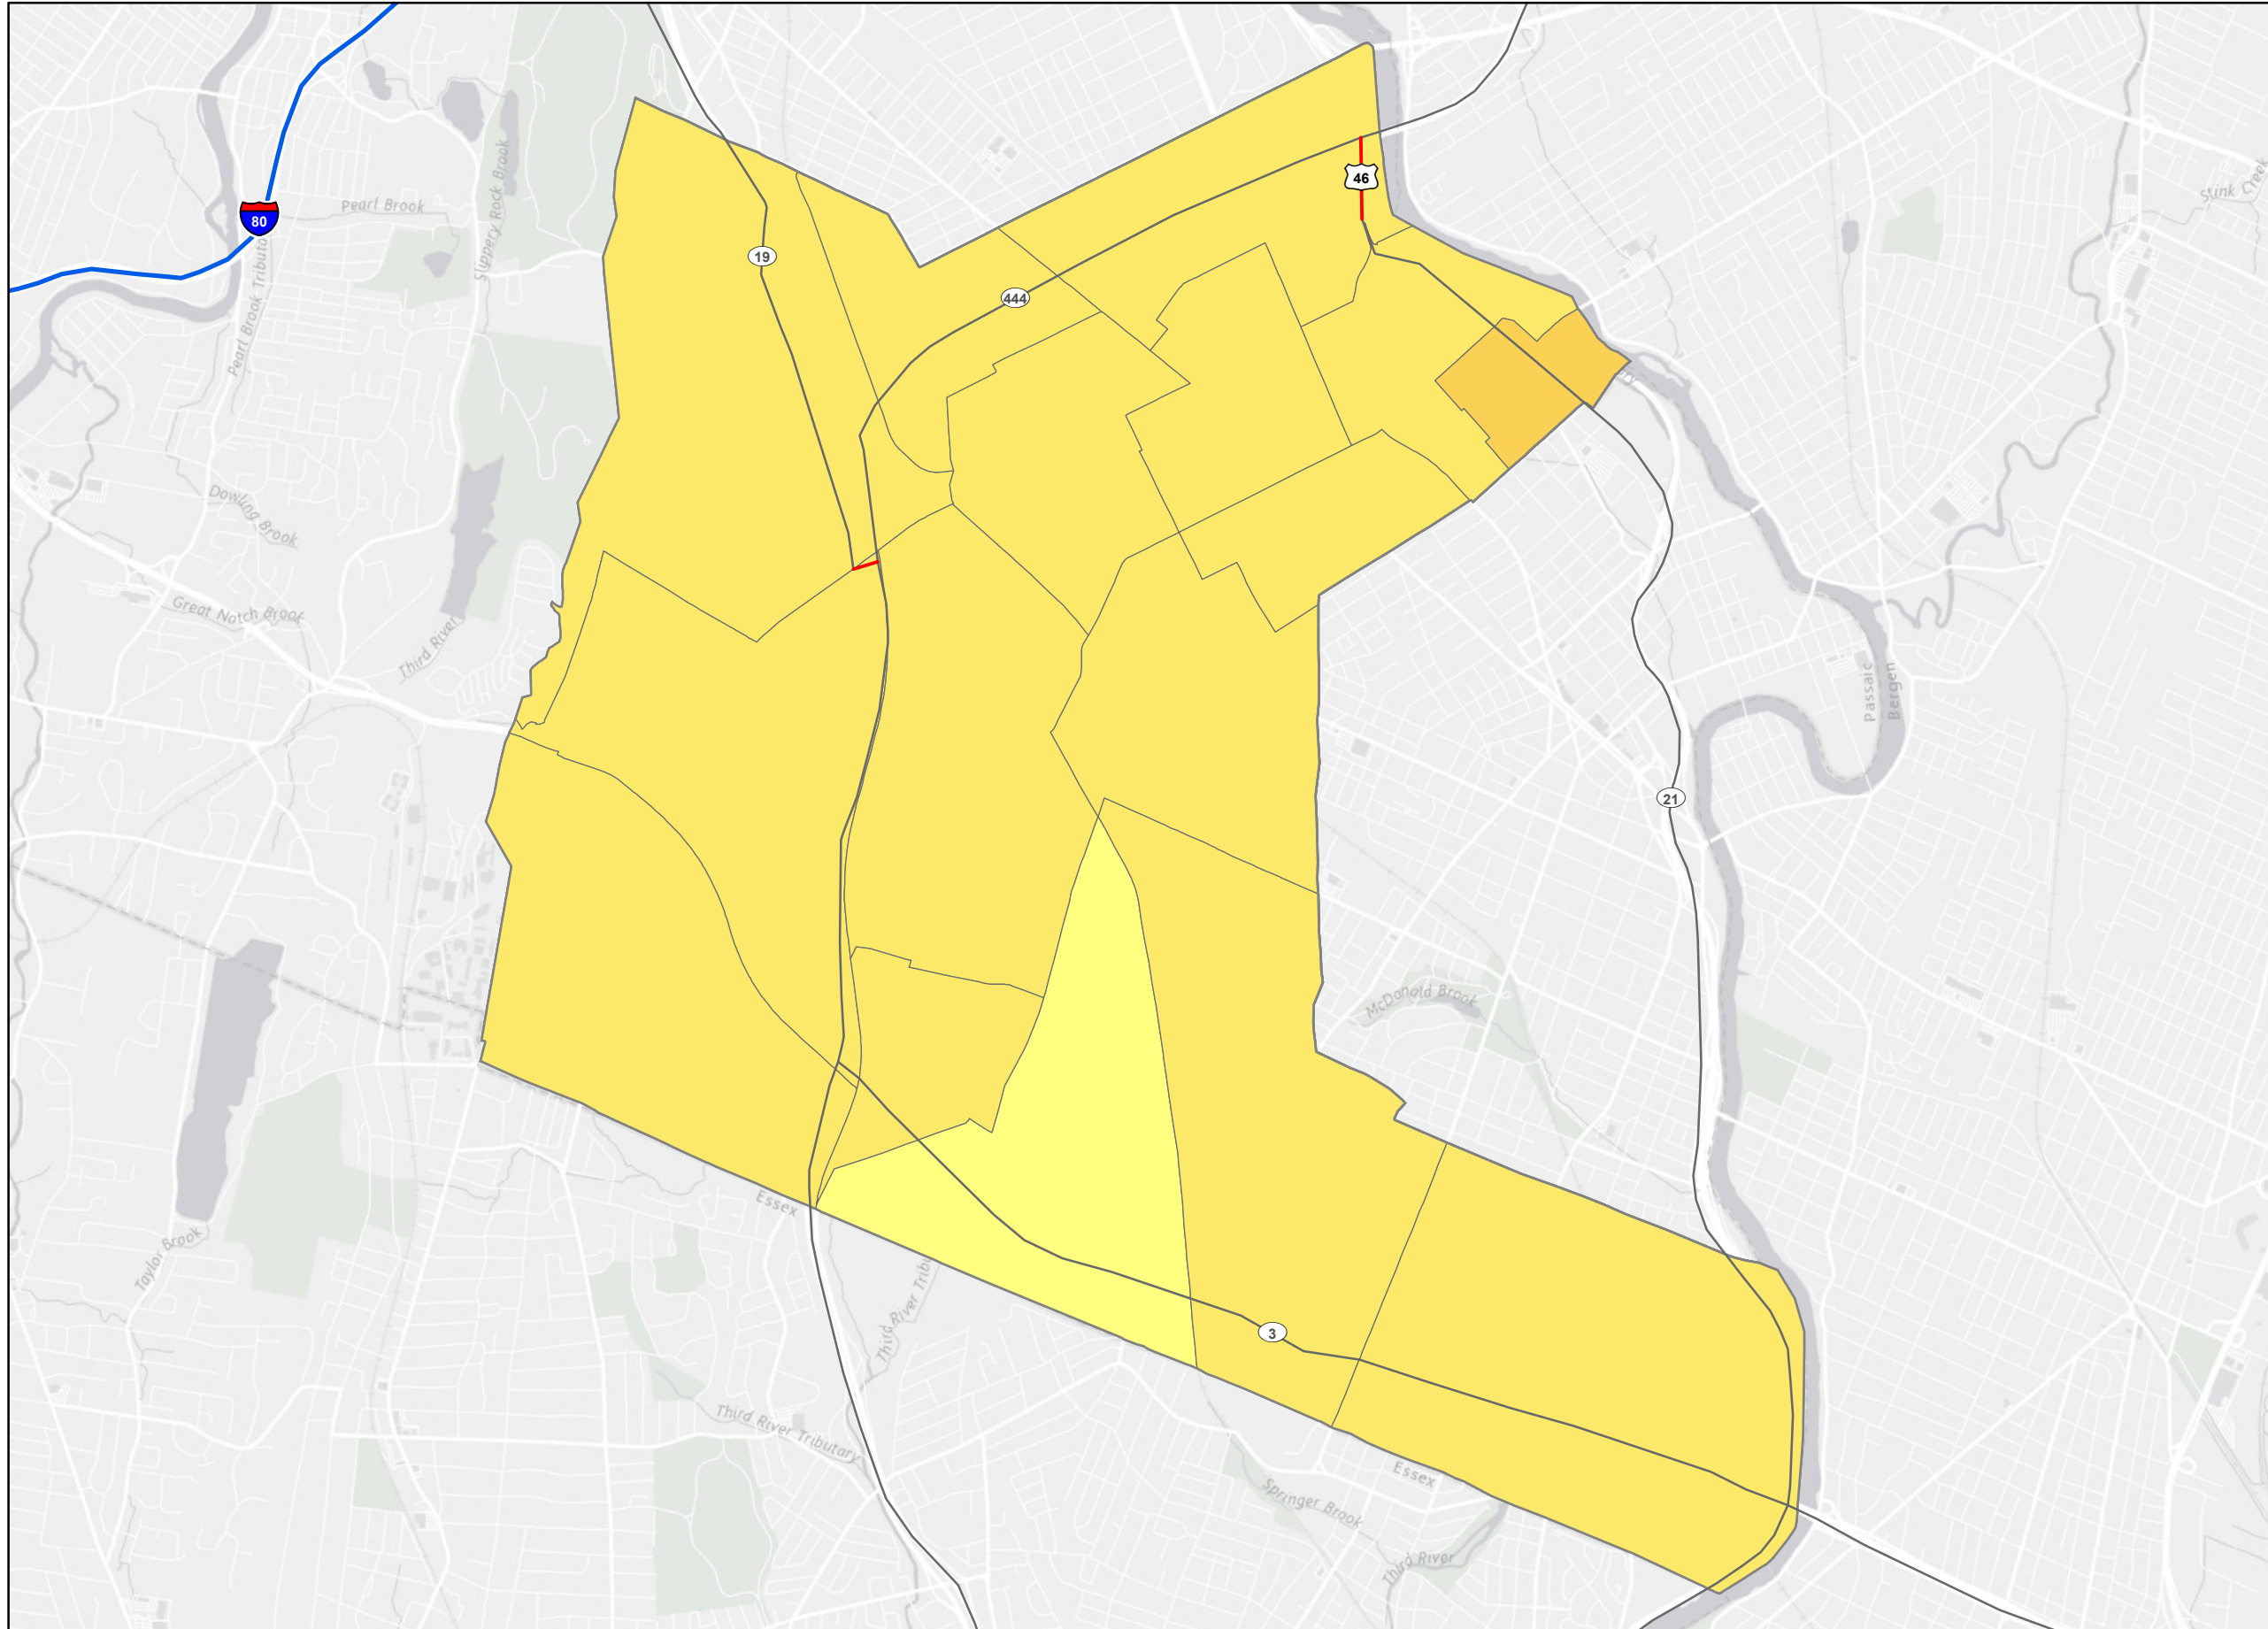 46
Stink Creek
Pearl Brook
80
Slippery Rock Brook
19
444
Pearl Brook Tributo
Dowling Brook
Great Notch Brook
Third River
Passaic
Bergen
21
McDonald Brook
Essex
Taylor Brook
Third River Tribu
3
Third River Tributary
Essex
Springer Brook
Third River